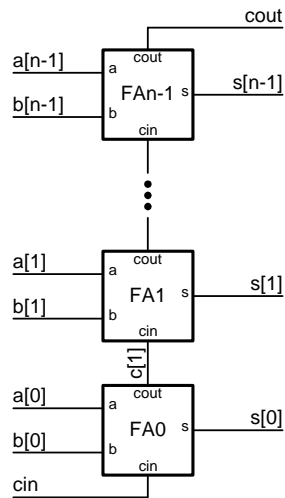 cout
a[n-1] a cout
FAn-1 s s[n-1]
b[n-1] b
cin
a[1] a cout
FA1 s s[1]
b[1] b
cin
c[1]
a[0] a cout
FA0 s s[0]
b[0] b
cin cin